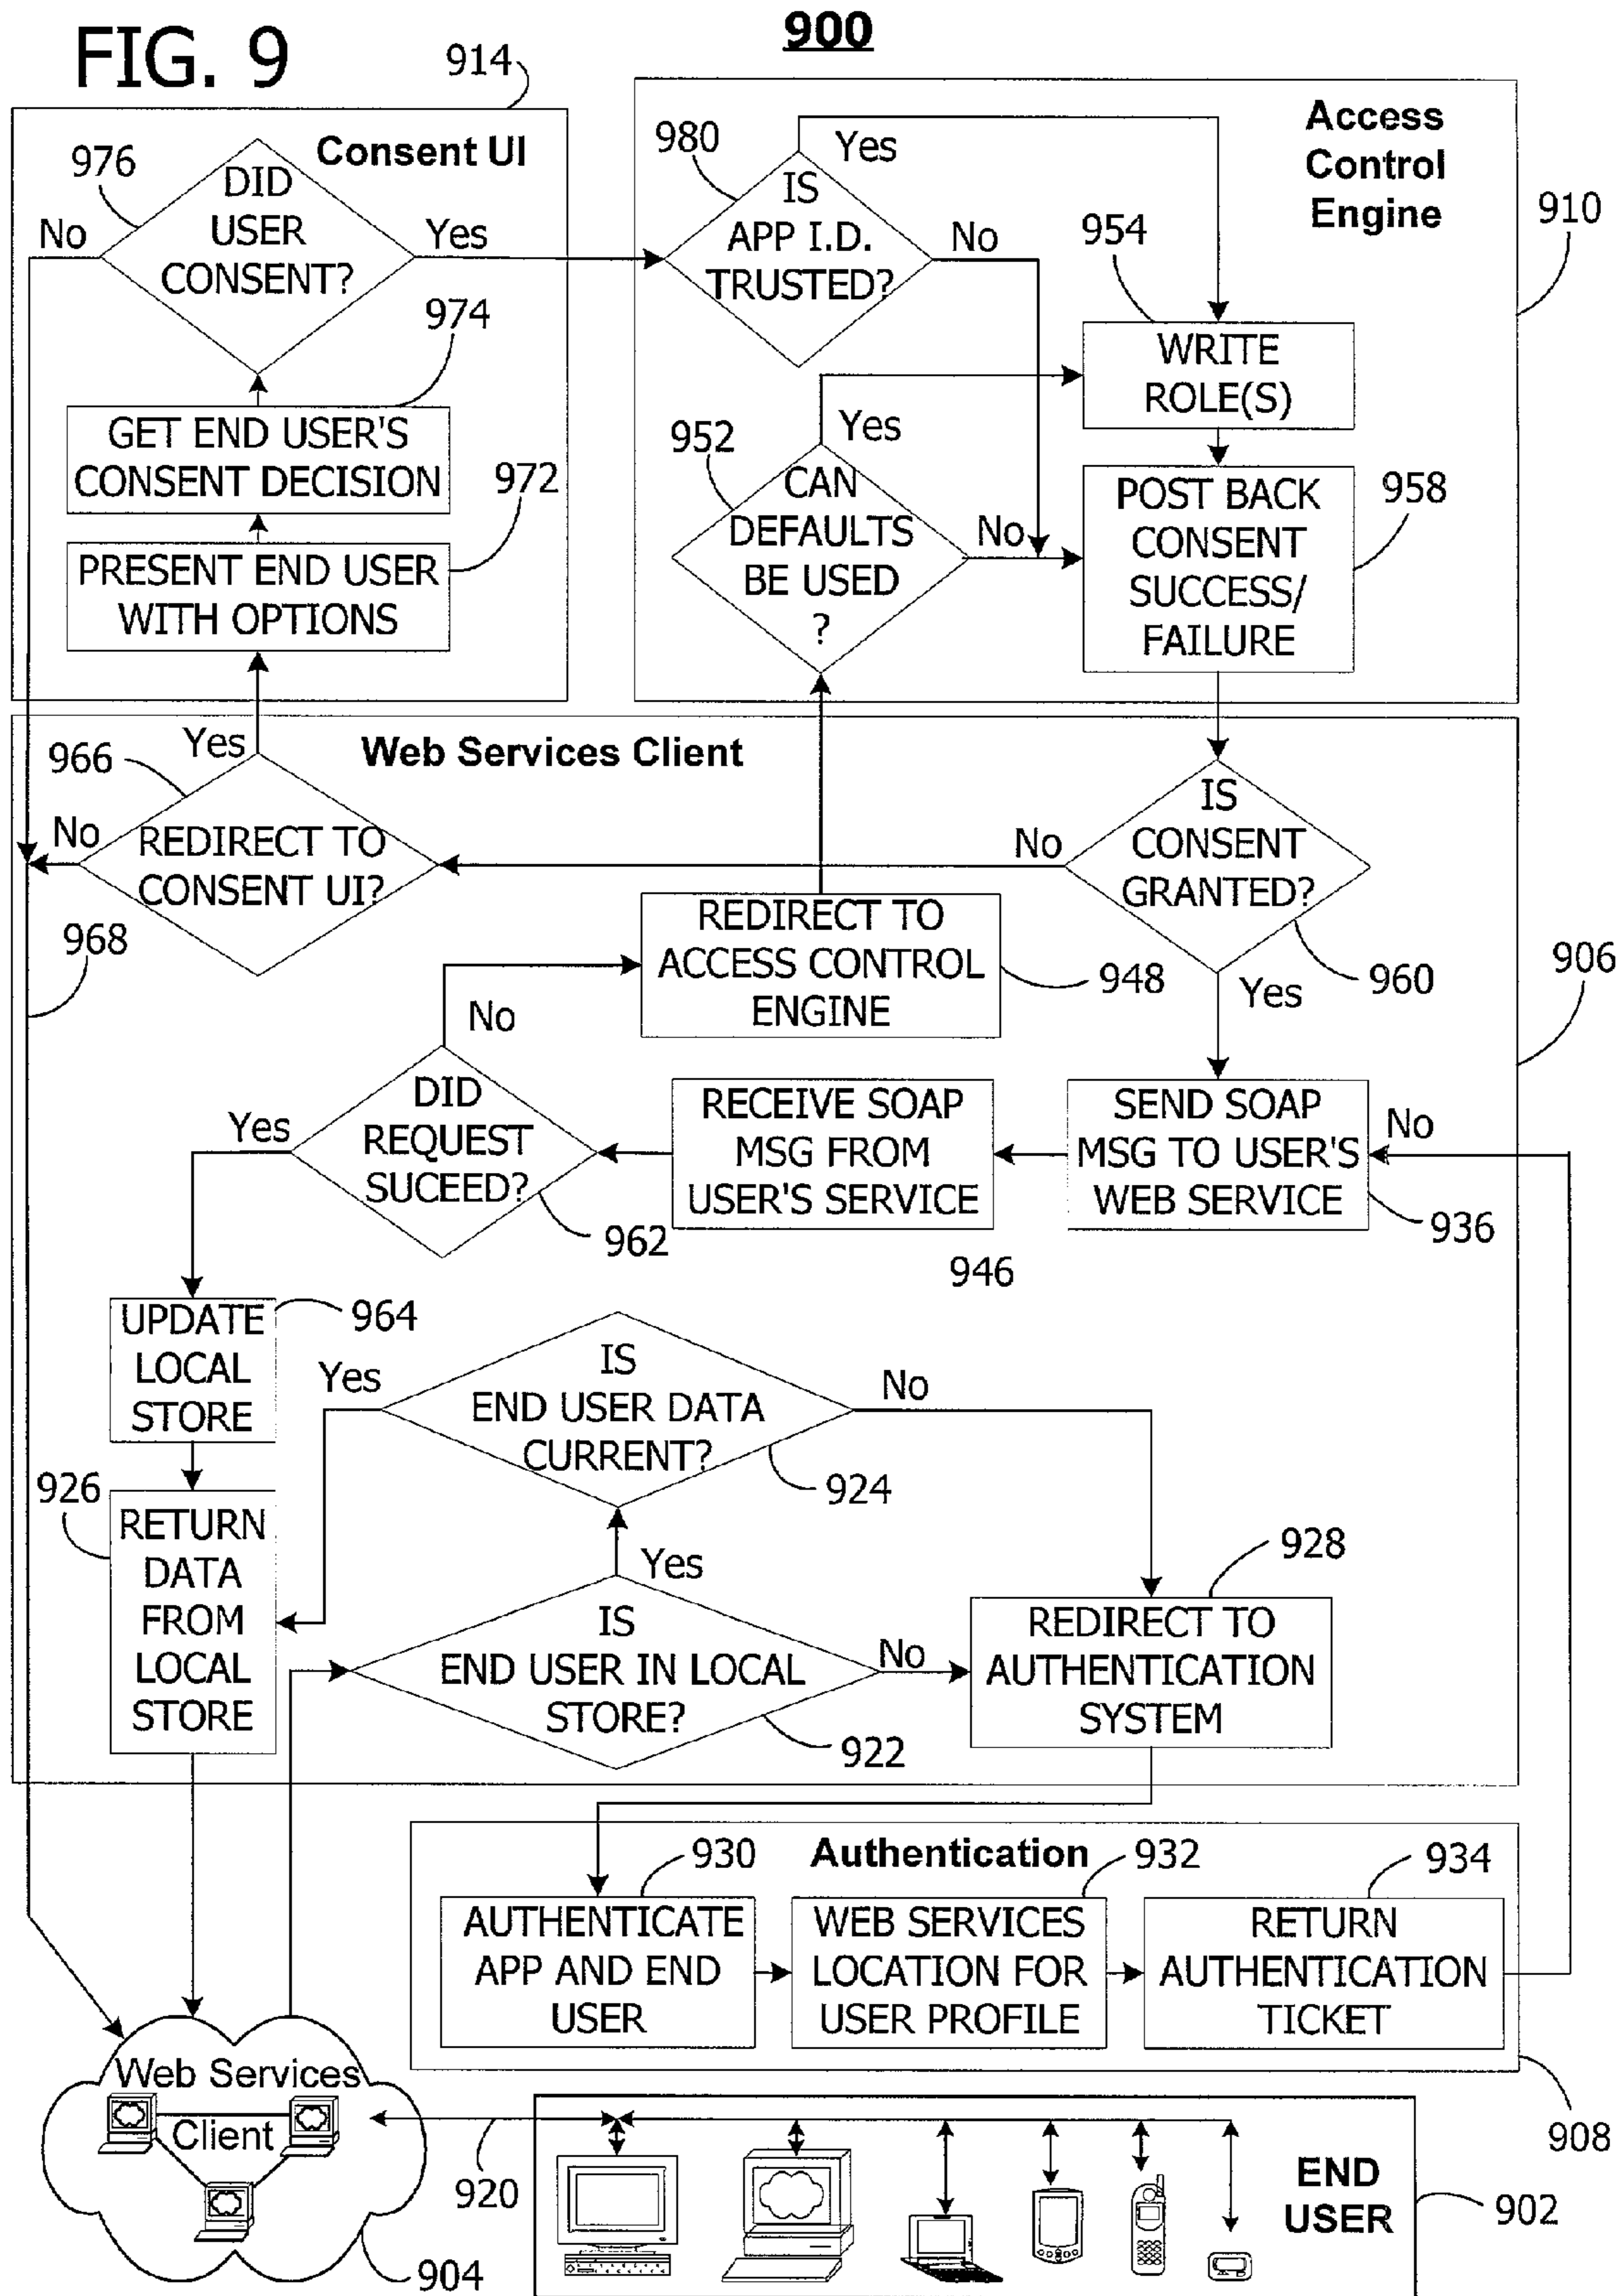 FIG. 9
900
914
Consent UI
976
DID
USER
CONSENT?
No
Yes
974
GET END USER'S
CONSENT DECISION
972
PRESENT END USER
WITH OPTIONS
Access
Control
Engine
910
980
Yes
IS
APP I.D.
TRUSTED?
No
954
WRITE
ROLE(S)
952
Yes
CAN
DEFAULTS
BE USED
?
No
POST BACK
CONSENT
SUCCESS/
FAILURE
958
Web Services Client
966
Yes
No
REDIRECT TO
CONSENT UI?
968
No
IS
CONSENT
GRANTED?
960
Yes
906
REDIRECT TO
ACCESS CONTROL
ENGINE
948
No
DID
REQUEST
SUCEED?
Yes
962
RECEIVE SOAP
MSG FROM
USER'S SERVICE
946
SEND SOAP
MSG TO USER'S
WEB SERVICE
No
936
UPDATE
LOCAL
STORE
964
Yes
IS
END USER DATA
CURRENT?
No
924
926
RETURN
DATA
FROM
LOCAL
STORE
Yes
IS
END USER IN LOCAL
STORE?
No
922
928
REDIRECT TO
AUTHENTICATION
SYSTEM
Authentication
930
932
934
AUTHENTICATE
APP AND END
USER
WEB SERVICES
LOCATION FOR
USER PROFILE
RETURN
AUTHENTICATION
TICKET
908
Web Services
Client
904
920
END
USER
902